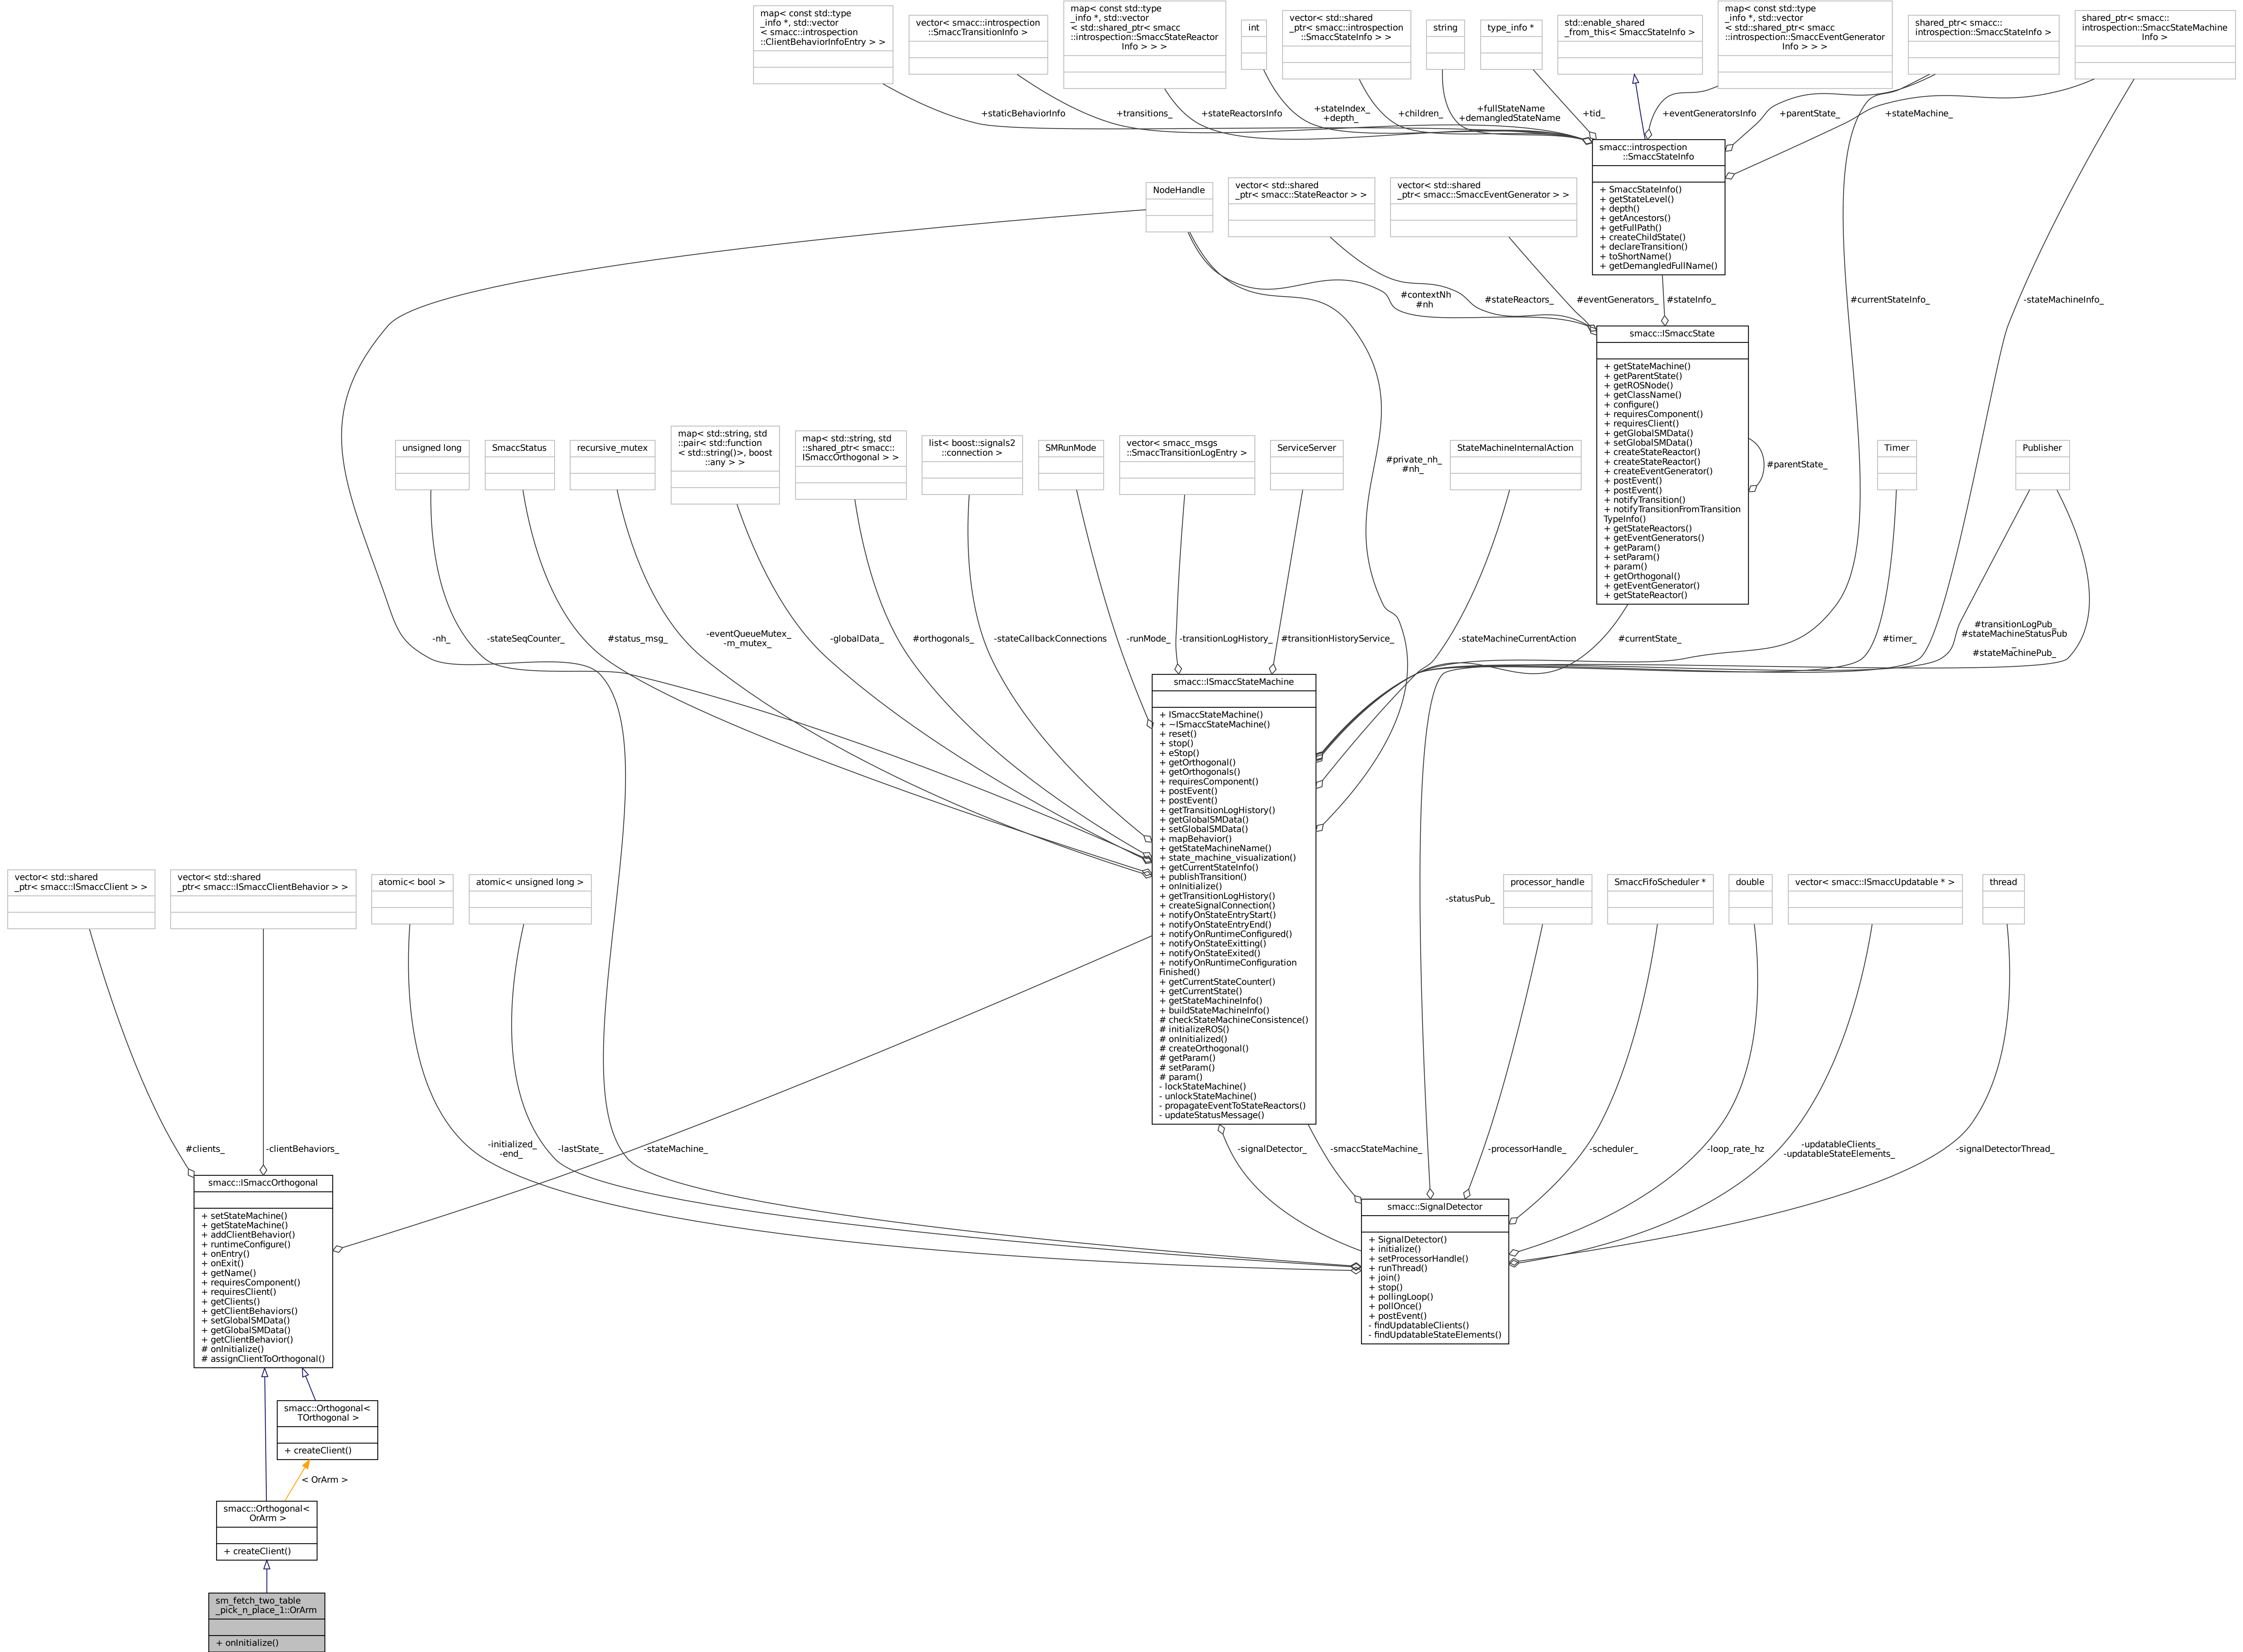 map< const std::type
_info *, std::vector
< smacc::introspection
::ClientBehaviorInfoEntry > >
vector< smacc::introspection
::SmaccTransitionInfo >
map< const std::type
_info *, std::vector
< std::shared_ptr< smacc
::introspection::SmaccStateReactor
Info > > >
int
vector< std::shared
_ptr< smacc::introspection
::SmaccStateInfo > >
string
type_info *
std::enable_shared
_from_this< SmaccStateInfo >
map< const std::type
_info *, std::vector
< std::shared_ptr< smacc
::introspection::SmaccEventGenerator
Info > > >
shared_ptr< smacc::
introspection::SmaccStateInfo >
shared_ptr< smacc::
introspection::SmaccStateMachine
Info >
+staticBehaviorInfo
+transitions_
+stateReactorsInfo
+stateIndex_
+depth_
+children_
+fullStateName
+demangledStateName
+tid_
+eventGeneratorsInfo
+parentState_
+stateMachine_
smacc::introspection
::SmaccStateInfo
+ SmaccStateInfo()
+ getStateLevel()
+ depth()
+ getAncestors()
+ getFullPath()
+ createChildState()
+ declareTransition()
+ toShortName()
+ getDemangledFullName()
NodeHandle
vector< std::shared
_ptr< smacc::StateReactor > >
vector< std::shared
_ptr< smacc::SmaccEventGenerator > >
#contextNh
#nh
#stateReactors_
#eventGenerators_
#stateInfo_
#currentStateInfo_
-stateMachineInfo_
smacc::ISmaccState
+ getStateMachine()
+ getParentState()
+ getROSNode()
+ getClassName()
+ configure()
+ requiresComponent()
+ requiresClient()
+ getGlobalSMData()
+ setGlobalSMData()
+ createStateReactor()
+ createStateReactor()
+ createEventGenerator()
+ postEvent()
+ postEvent()
+ notifyTransition()
+ notifyTransitionFromTransition
TypeInfo()
+ getStateReactors()
+ getEventGenerators()
+ getParam()
+ setParam()
+ param()
+ getOrthogonal()
+ getEventGenerator()
+ getStateReactor()
#parentState_
unsigned long
SmaccStatus
recursive_mutex
map< std::string, std
::pair< std::function
< std::string()>, boost
::any > >
map< std::string, std
::shared_ptr< smacc::
ISmaccOrthogonal > >
list< boost::signals2
::connection >
SMRunMode
vector< smacc_msgs
::SmaccTransitionLogEntry >
ServiceServer
#private_nh_
#nh_
StateMachineInternalAction
Timer
Publisher
-nh_
-stateSeqCounter_
#status_msg_
-eventQueueMutex_
-m_mutex_
-globalData_
#orthogonals_
-stateCallbackConnections
-runMode_
-transitionLogHistory_
#transitionHistoryService_
-stateMachineCurrentAction
#currentState_
#timer_
#transitionLogPub_
#stateMachineStatusPub
_
#stateMachinePub_
smacc::ISmaccStateMachine
+ ISmaccStateMachine()
+ ~ISmaccStateMachine()
+ reset()
+ stop()
+ eStop()
+ getOrthogonal()
+ getOrthogonals()
+ requiresComponent()
+ postEvent()
+ postEvent()
+ getTransitionLogHistory()
+ getGlobalSMData()
+ setGlobalSMData()
+ mapBehavior()
+ getStateMachineName()
+ state_machine_visualization()
+ getCurrentStateInfo()
+ publishTransition()
+ onInitialize()
+ getTransitionLogHistory()
+ createSignalConnection()
+ notifyOnStateEntryStart()
+ notifyOnStateEntryEnd()
+ notifyOnRuntimeConfigured()
+ notifyOnStateExitting()
+ notifyOnStateExited()
+ notifyOnRuntimeConfiguration
Finished()
+ getCurrentStateCounter()
+ getCurrentState()
+ getStateMachineInfo()
+ buildStateMachineInfo()
# checkStateMachineConsistence()
# initializeROS()
# onInitialized()
# createOrthogonal()
# getParam()
# setParam()
# param()
- lockStateMachine()
- unlockStateMachine()
- propagateEventToStateReactors()
- updateStatusMessage()
vector< std::shared
_ptr< smacc::ISmaccClient > >
vector< std::shared
_ptr< smacc::ISmaccClientBehavior > >
atomic< bool >
atomic< unsigned long >
-statusPub_
processor_handle
SmaccFifoScheduler *
double
vector< smacc::ISmaccUpdatable * >
thread
#clients_
-clientBehaviors_
-initialized_
-end_
-lastState_
-stateMachine_
-signalDetector_
-smaccStateMachine_
-processorHandle_
-scheduler_
-loop_rate_hz
-updatableClients_
-updatableStateElements_
-signalDetectorThread_
smacc::ISmaccOrthogonal
+ setStateMachine()
+ getStateMachine()
+ addClientBehavior()
+ runtimeConfigure()
+ onEntry()
+ onExit()
+ getName()
+ requiresComponent()
+ requiresClient()
+ getClients()
+ getClientBehaviors()
+ setGlobalSMData()
+ getGlobalSMData()
+ getClientBehavior()
# onInitialize()
# assignClientToOrthogonal()
smacc::SignalDetector
+ SignalDetector()
+ initialize()
+ setProcessorHandle()
+ runThread()
+ join()
+ stop()
+ pollingLoop()
+ pollOnce()
+ postEvent()
- findUpdatableClients()
- findUpdatableStateElements()
smacc::Orthogonal<
TOrthogonal >
+ createClient()
< OrArm >
smacc::Orthogonal<
OrArm >
+ createClient()
sm_fetch_two_table
_pick_n_place_1::OrArm
+ onInitialize()